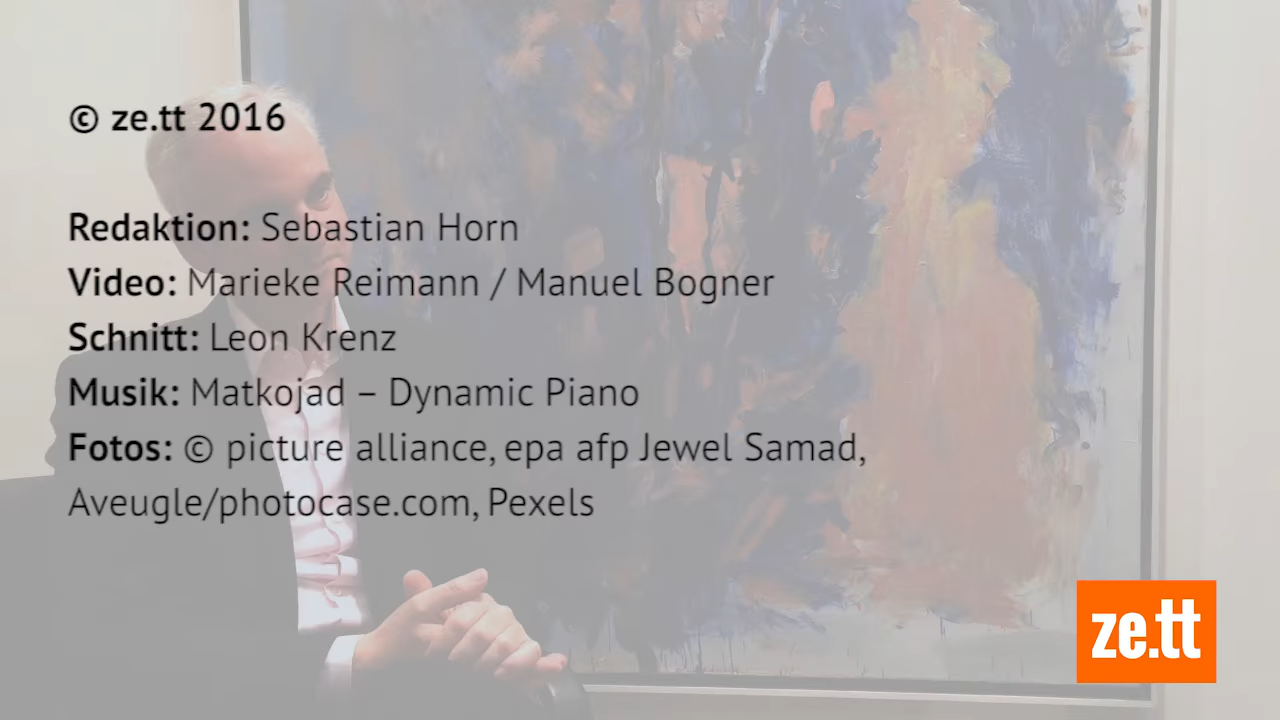 © ze.tt 2016
Redaktion: Sebastian Horn
Video: Marieke Reimann / Manuel Bogner
Schnitt: Leon Krenz
Musik: Matkojad – Dynamic Piano
Fotos: © picture alliance, epa afp Jewel Samad,
Aveugle/photocase.com, Pexels
ze.tt